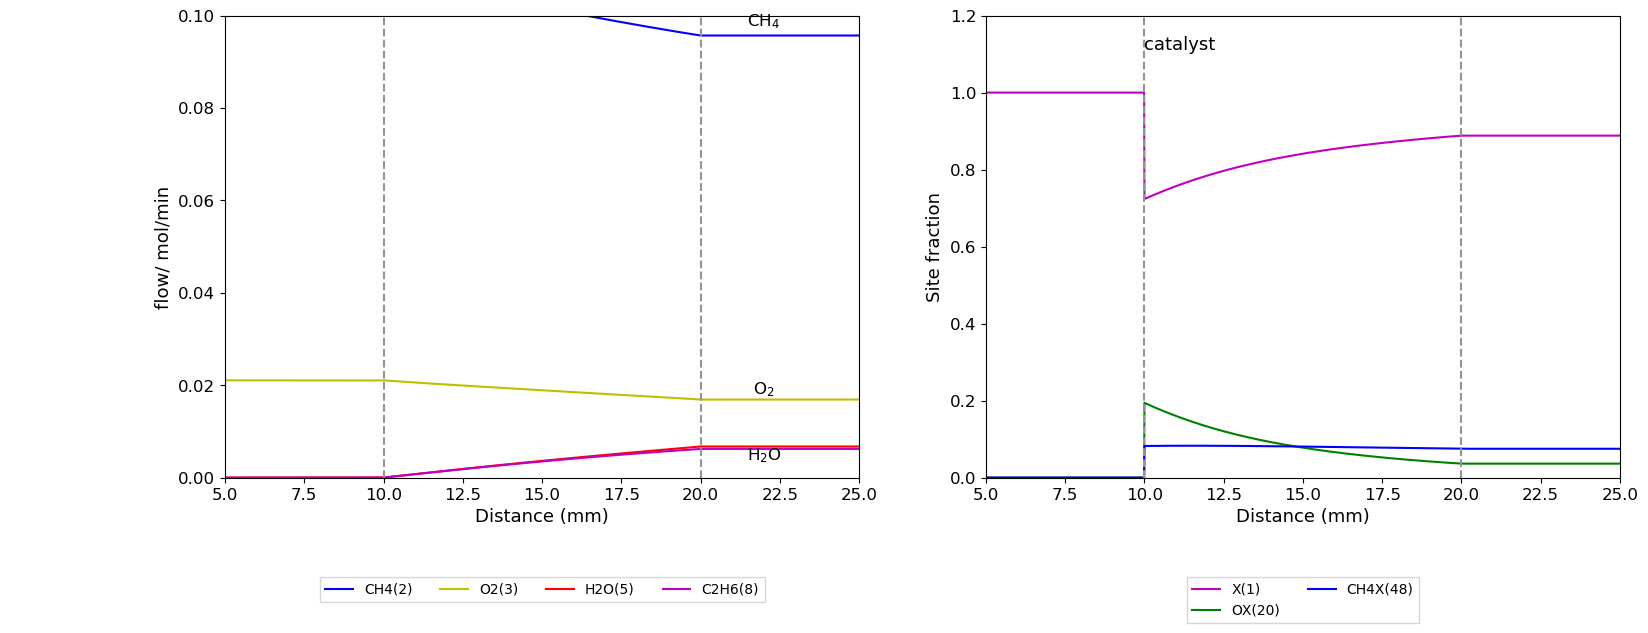 0.10
0.08
0.06
0.04
0.02
0.00
flow/ mol/min
CH4
O2
H2O
5.0 7.5 10.0 12.5 15.0 17.5 20.0 22.5 25.0
Distance (mm)
CH4(2) O2(3) H2O(5) C2H6(8)
1.2
1.0
0.8
0.6
0.4
0.2
0.0
Site fraction
catalyst
5.0 7.5 10.0 12.5 15.0 17.5 20.0 22.5 25.0
Distance (mm)
X(1) CH4X(48)
OX(20)